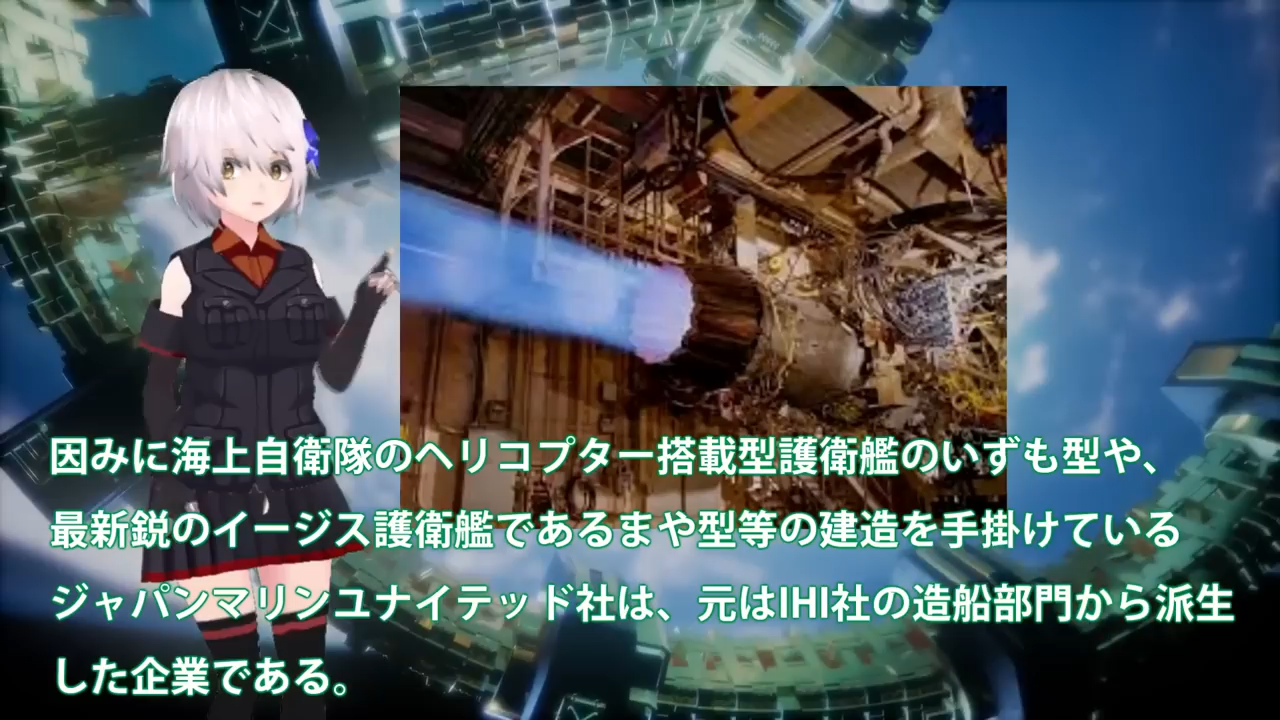 因みに海上自衛隊のヘリコプター搭載型護衛艦のいずも型や、
最新鋭のイージス護衛艦であるまや型等の建造を手掛けている
ジャパンマリンユナイテッド社は、元はIHI社の造船部門から派生
した企業である。